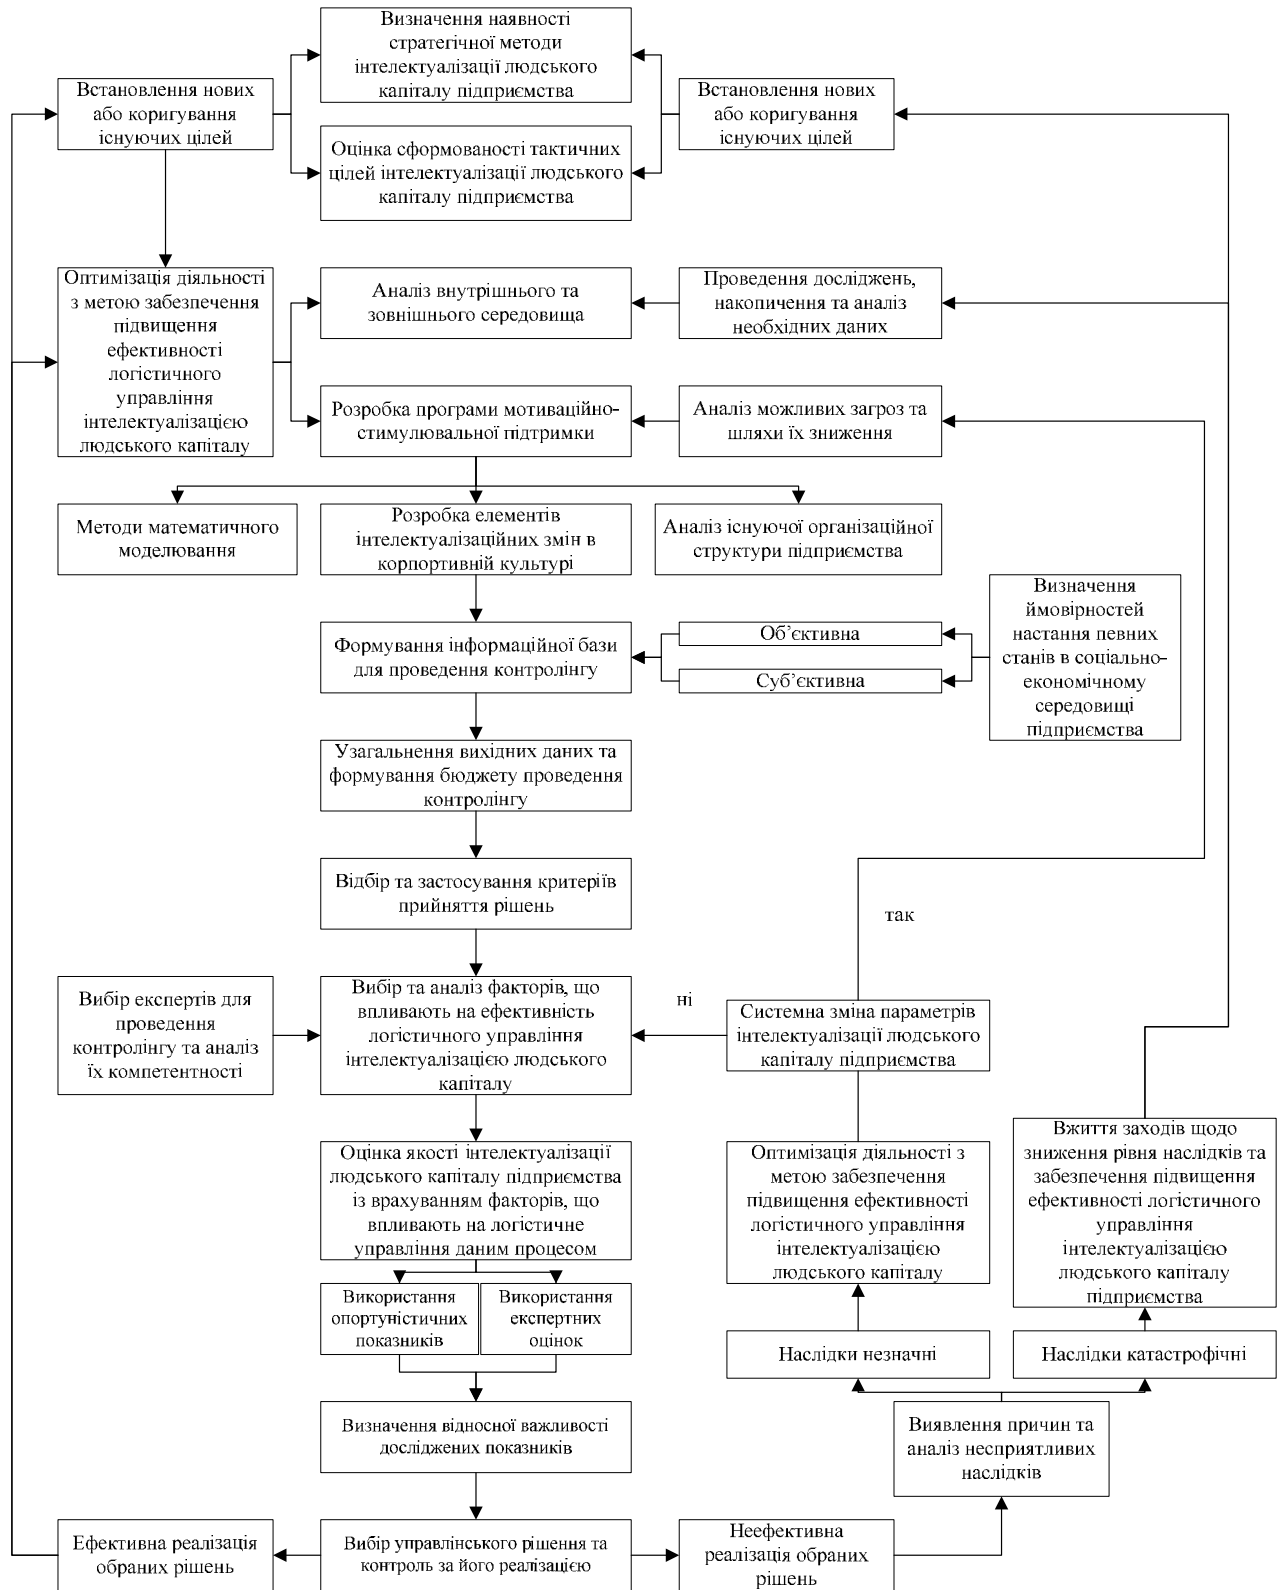 Визначення наявності
стратегічної методи
інтелектуалізації людського
капіталу підприємства
Встановлення нових
або коригування
існуючих цілей
Встановлення нових
або коригування
існуючих цілей
Оцінка сформованості тактичних
цілей інтелектуалізації людського
капіталу підприємства
Оптимізація діяльності
з метою забезпечення
підвищення
ефективності
логістичного
управління
інтелектуалізацією
людського капіталу
Аналіз внутрішнього та
зовнішнього середовища
Проведення досліджень,
накопичення та аналіз
необхідних даних
Розробка програми мотиваційно-
стимулювальної підтримки
Аналіз можливих загроз та
шляхи їх зниження
Методи математичного
моделювання
Розробка елементів
інтелектуалізаційних змін в
корпортивній культурі
Аналіз існуючої організаційної
структури підприємства
Формування інформаційної бази
для проведення контролінгу
Об’єктивна
Суб’єктивна
Визначення
ймовірностей
настання певних
станів в соціально-
економічному
середовищі
підприємства
Узагальнення вихідних даних та
формування бюджету проведення
контролінгу
Відбір та застосування критеріїв
прийняття рішень
так
Вибір експертів для
проведення
контролінгу та аналіз
їх компетентності
Вибір та аналіз факторів, що
впливають на ефективність
логістичного управління
інтелектуалізацією людського
капіталу
ні
Системна зміна параметрів
інтелектуалізації людського
капіталу підприємства
Оцінка якості інтелектуалізації
людського капіталу підприємства
із врахуванням факторів, що
впливають на логістичне
управління даним процесом
Оптимізація діяльності з
метою забезпечення
підвищення ефективності
логістичного управління
інтелектуалізацією
людського капіталу
Вжиття заходів щодо
зниження рівня наслідків та
забезпечення підвищення
ефективності логістичного
управління
інтелектуалізацією
людського капіталу
підприємства
Використання
опортуністичних
показників
Використання
експертних
оцінок
Наслідки незначні
Наслідки катастрофічні
Визначення відносної важливості
досліджених показників
Виявлення причин та
аналіз несприятливих
наслідків
Ефективна реалізація
обраних рішень
Вибір управлінського рішення та
контроль за його реалізацією
Неефективна
реалізація обраних
рішень